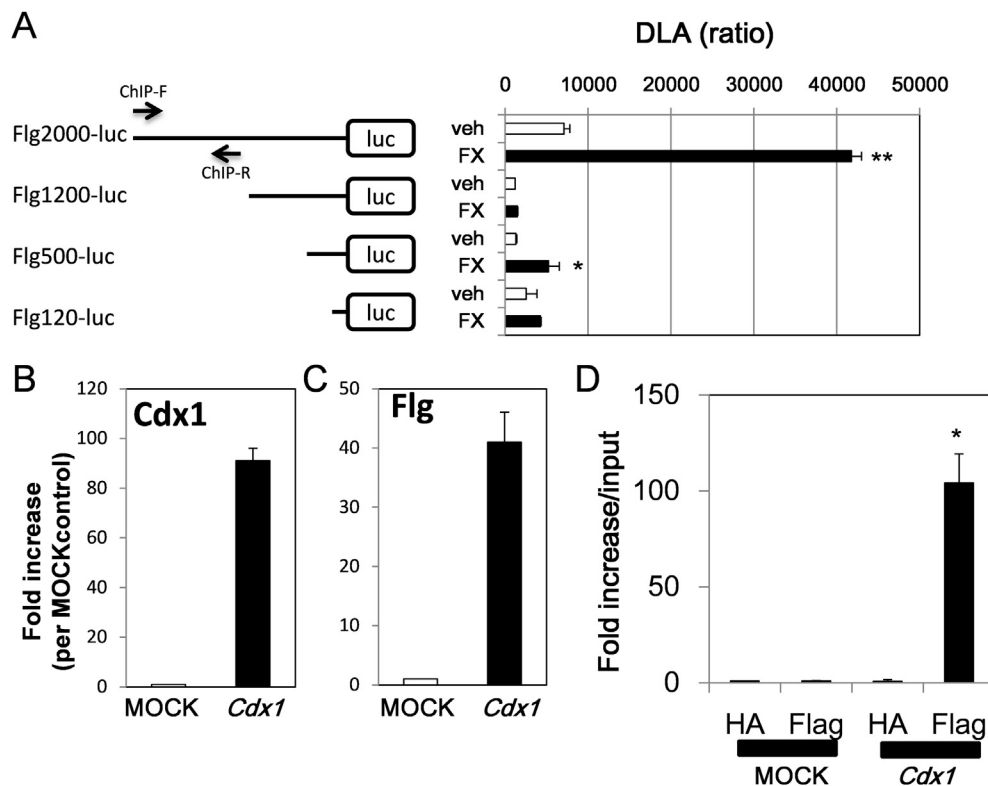 A
DLA (ratio)
0 10000 20000 30000 40000 50000
ChIP-F
Flg2000-luc
luc
veh
FX
**
ChIP-R
Flg1200-luc
luc
veh
FX
Flg500-luc
luc
veh
FX
*
Flg120-luc
luc
veh
FX
B
Cdx1
Fold increase
(per MOCKcontrol)
120
100
80
60
40
20
0
MOCK Cdx1
C
Flg
50
40
30
20
10
0
MOCK Cdx1
D
Fold increase/input
150
100
50
0
*
HA Flag HA Flag
MOCK Cdx1